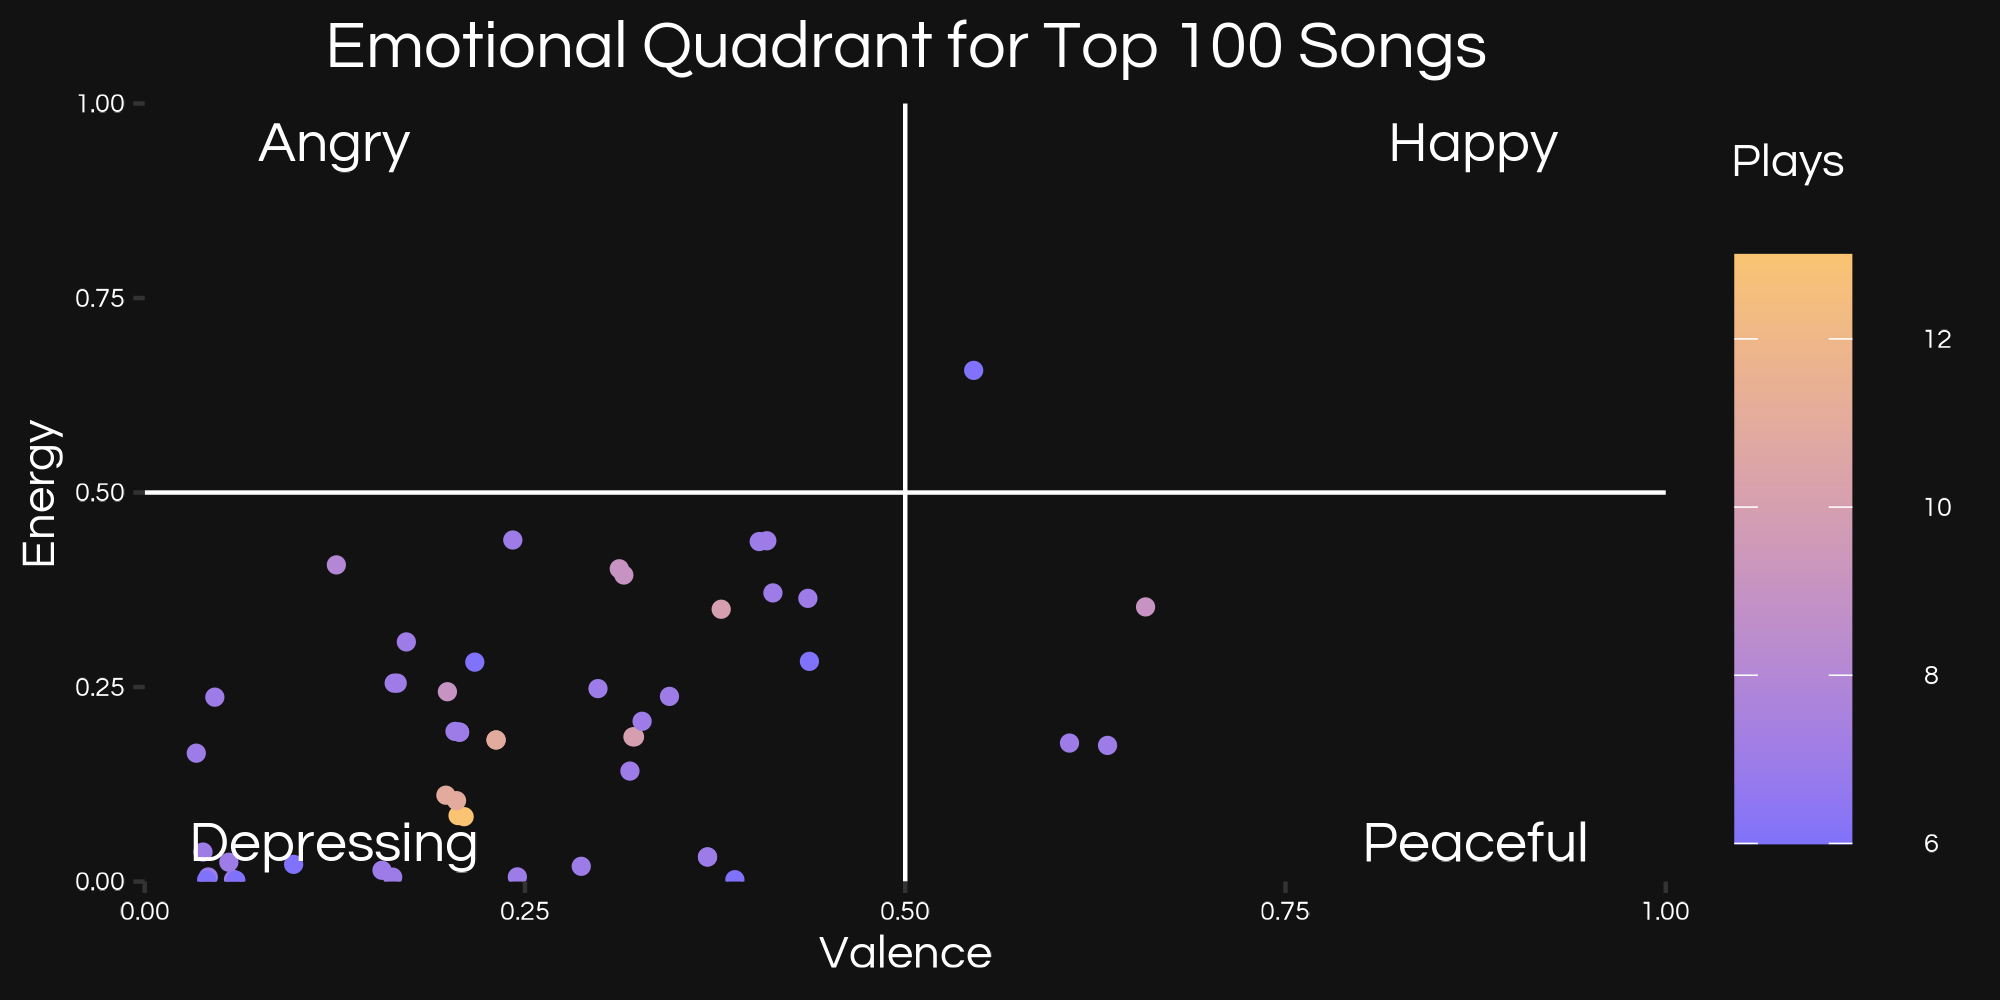 Emotional Quadrant for Top 100 Songs
1.00
Angry
Happy
Plays
0.75
12
Energy
0.50
10
0.25
8
Depressing
Peaceful
6
0.00
0.00 0.25 0.50 0.75 1.00
Valence